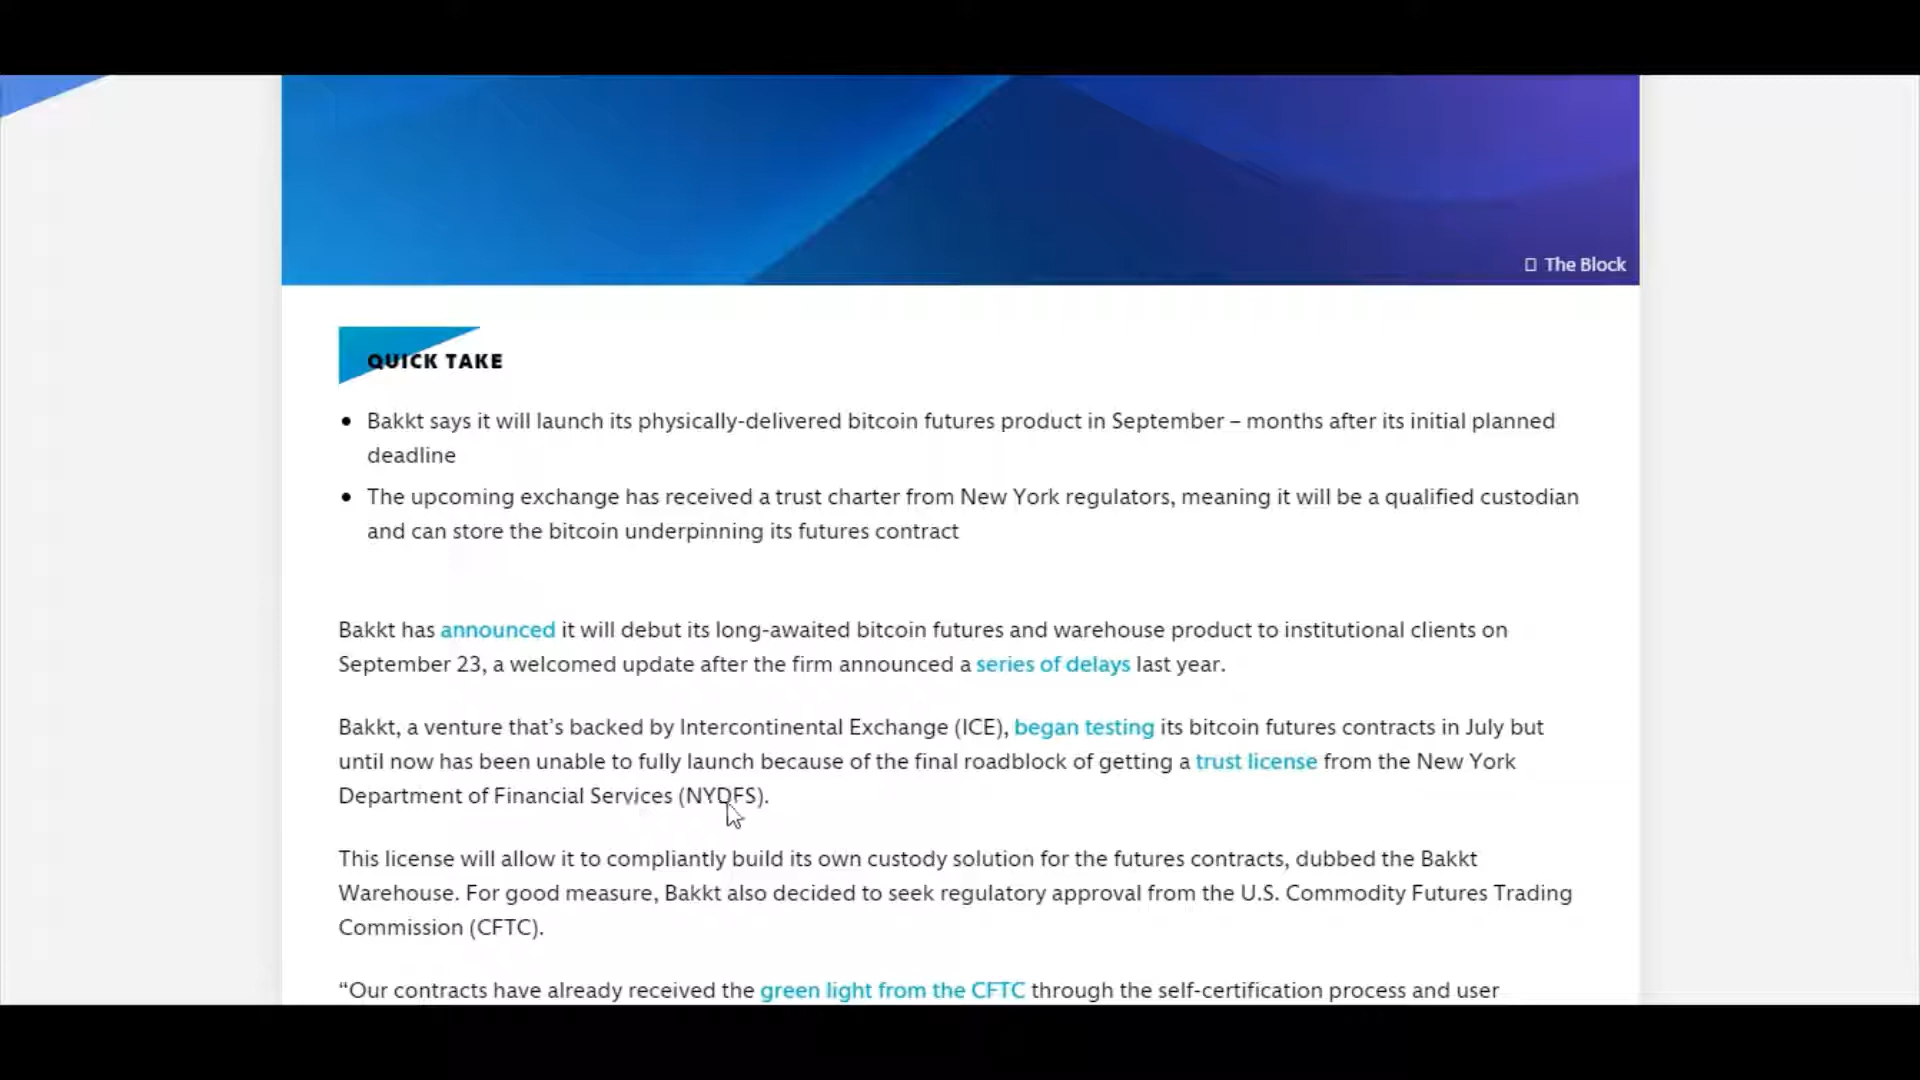 The Block
QUICK TAKE
• Bakkt says it will launch its physically-delivered bitcoin futures product in September – months after its initial planned
deadline
• The upcoming exchange has received a trust charter from New York regulators, meaning it will be a qualified custodian
and can store the bitcoin underpinning its futures contract
Bakkt has announced it will debut its long-awaited bitcoin futures and warehouse product to institutional clients on
September 23, a welcomed update after the firm announced a series of delays last year.
Bakkt, a venture that’s backed by Intercontinental Exchange (ICE), began testing its bitcoin futures contracts in July but
until now has been unable to fully launch because of the final roadblock of getting a trust license from the New York
Department of Financial Services (NYDFS).
This license will allow it to compliantly build its own custody solution for the futures contracts, dubbed the Bakkt
Warehouse. For good measure, Bakkt also decided to seek regulatory approval from the U.S. Commodity Futures Trading
Commission (CFTC).
“Our contracts have already received the green light from the CFTC through the self-certification process and user